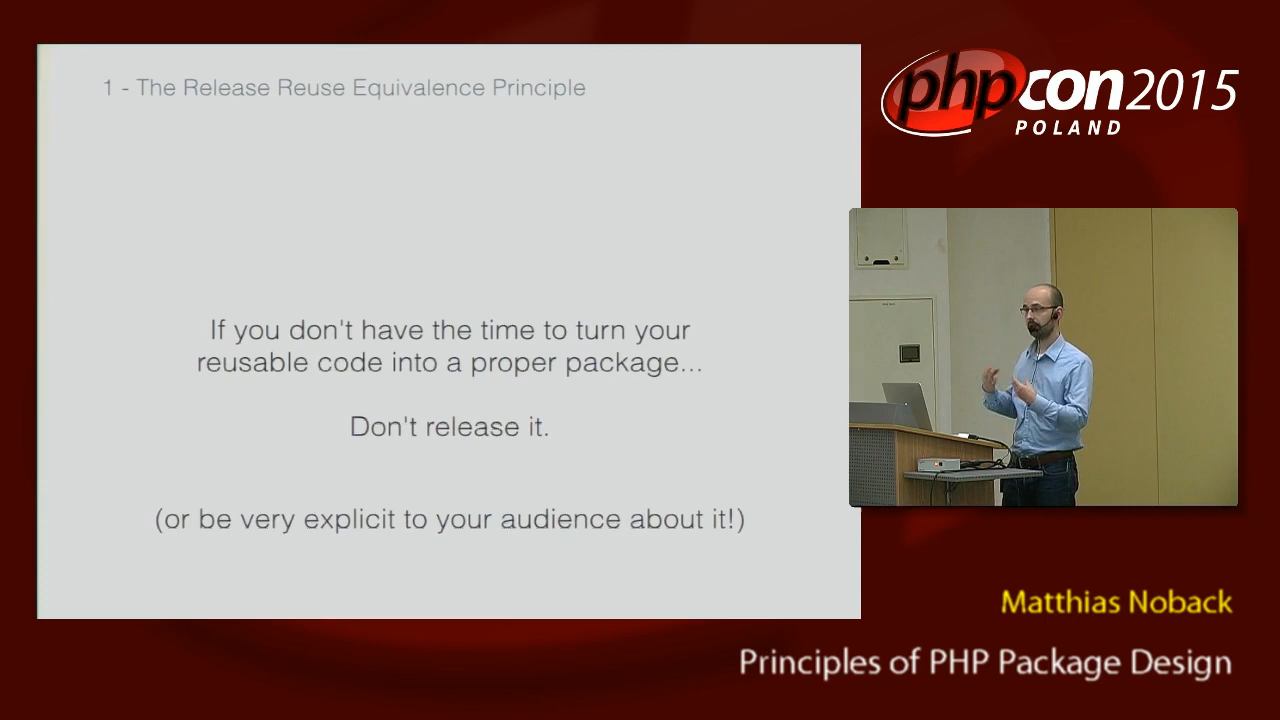 1 - The Release Reuse Equivalence Principle
If you don't have the time to turn your
reusable code into a proper package...
Don't release it.
(or be very explicit to your audience about it!)
phpcon2015
POLAND
Matthias Noback
Principles of PHP Package Design